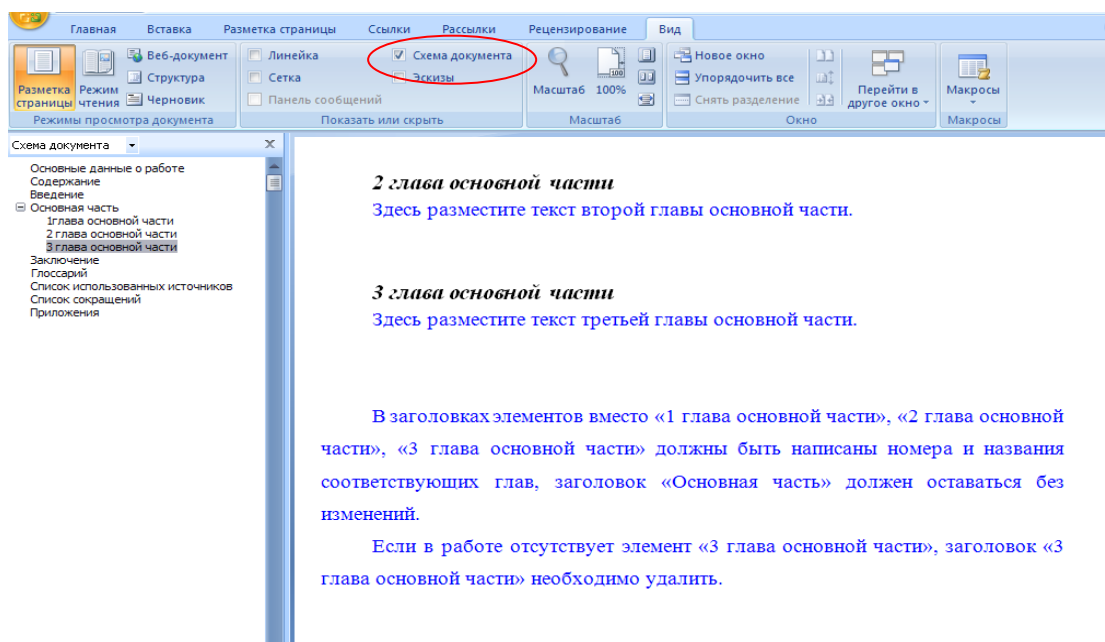 Главная Вставка Разметка страницы Ссылки Рассылки Рецензирование Вид
Разметка страницы
Режим чтения
Веб-документ
Структура
Черновик
Режимы просмотра документа
Линейка
Сетка
Панель сообщений
Схема документа
Эскизы
Показать или скрыть
Масштаб
100
100%
Масштаб
Новое окно
Упорядочить все
Снять разделение
Перейти в
другое окно
Окно
Макросы
Макросы
Схема документа
Основные данные о работе
Содержание
Введение
Основная часть
1глава основной части
2 глава основной части
3 глава основной части
Заключение
Глоссарий
Список использованных источников
Список сокращений
Приложения
2 глава основной части
Здесь разместите текст второй главы основной части.
3 глава основной части
Здесь разместите текст третьей главы основной части.
В заголовках элементов вместо «1 глава основной части», «2 глава основной
части», «3 глава основной части» должны быть написаны номера и названия
соответствующих глав, заголовок «Основная часть» должен оставаться без
изменений.
Если в работе отсутствует элемент «3 глава основной части», заголовок «3
глава основной части» необходимо удалить.